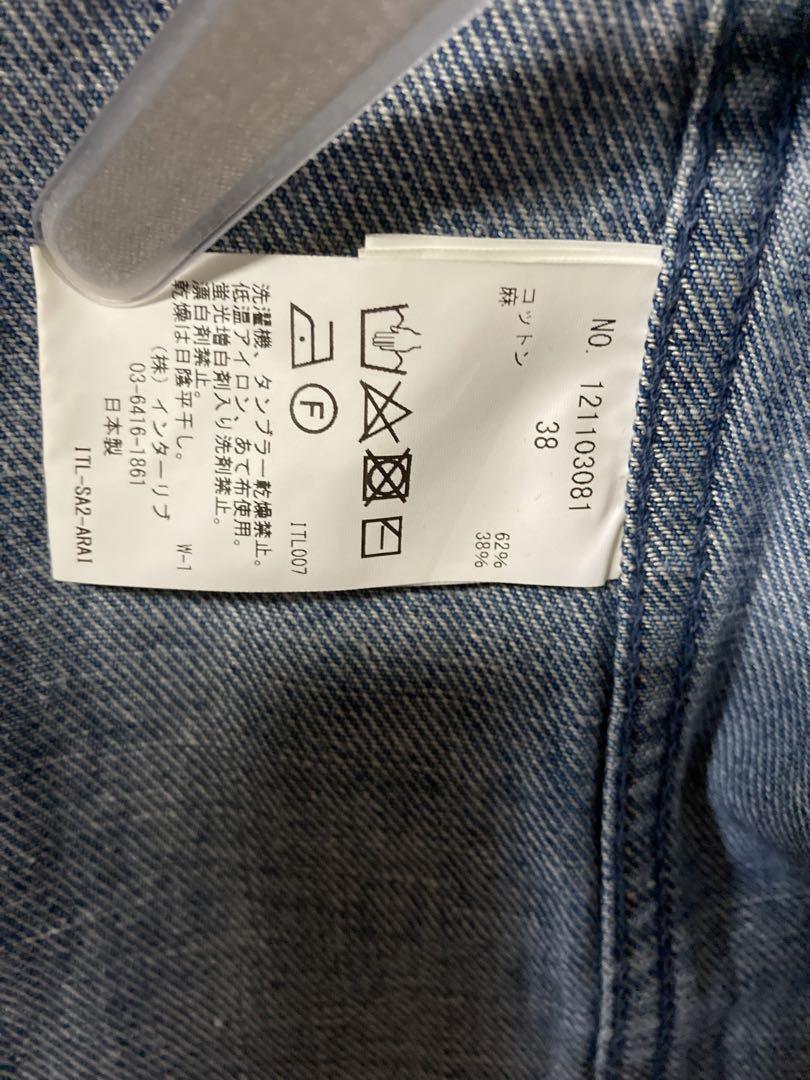 NO. 121103081
38
コットン 62%
麻 38%
F
ITL007
洗濯機、タンブラー乾燥禁止。
低温アイロン、あて布使用。
蛍光増白剤入り洗剤禁止。
漂白剤禁止。
乾燥は日陰平干し。
W-1
(株)インターリブ
03-6416-1861
日本製
ITL-SA2-ARAI